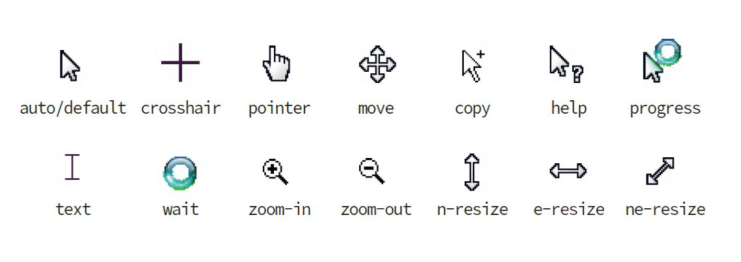 auto/default crosshair pointer move copy help progress
text wait zoom-in zoom-out n-resize e-resize ne-resize